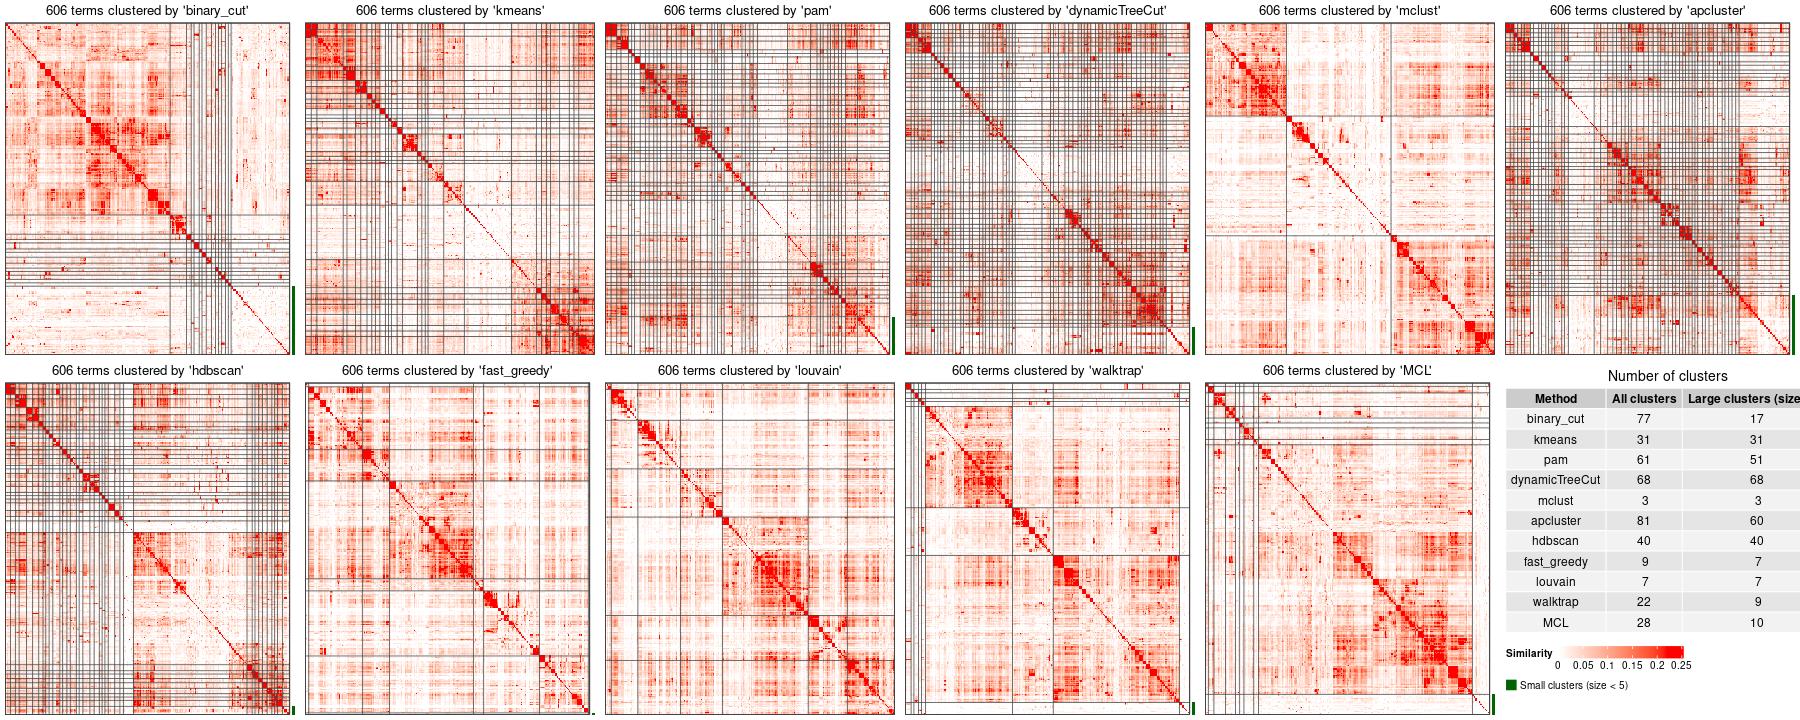 606 terms clustered by 'binary_cut'
606 terms clustered by 'kmeans'
606 terms clustered by 'pam'
606 terms clustered by 'dynamicTreeCut'
606 terms clustered by 'mclust'
606 terms clustered by 'apcluster'
606 terms clustered by 'hdbscan'
606 terms clustered by 'fast_greedy'
606 terms clustered by 'louvain'
606 terms clustered by 'walktrap'
606 terms clustered by 'MCL'
Number of clusters
Method All clusters Large clusters (size
binary_cut 77 17
kmeans 31 31
pam 61 51
dynamicTreeCut 68 68
mclust 3 3
apcluster 81 60
hdbscan 40 40
fast_greedy 9 7
louvain 7 7
walktrap 22 9
MCL 28 10
Similarity
0 0.05 0.1 0.15 0.2 0.25
Small clusters (size < 5)